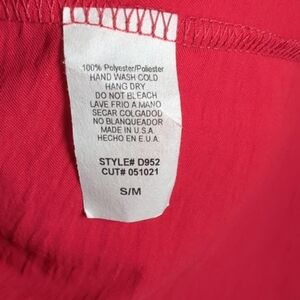 100% Polyester/Poliester
HAND WASH COLD
HANG DRY
DO NOT BLEACH
LAVE FRIO A MANO
SECAR COLGADOD
NO BLANQUEADOR
MADE IN U.S.A.
HECHO EN E.U.A.
STYLE# D952
CUT# 051021
S/M